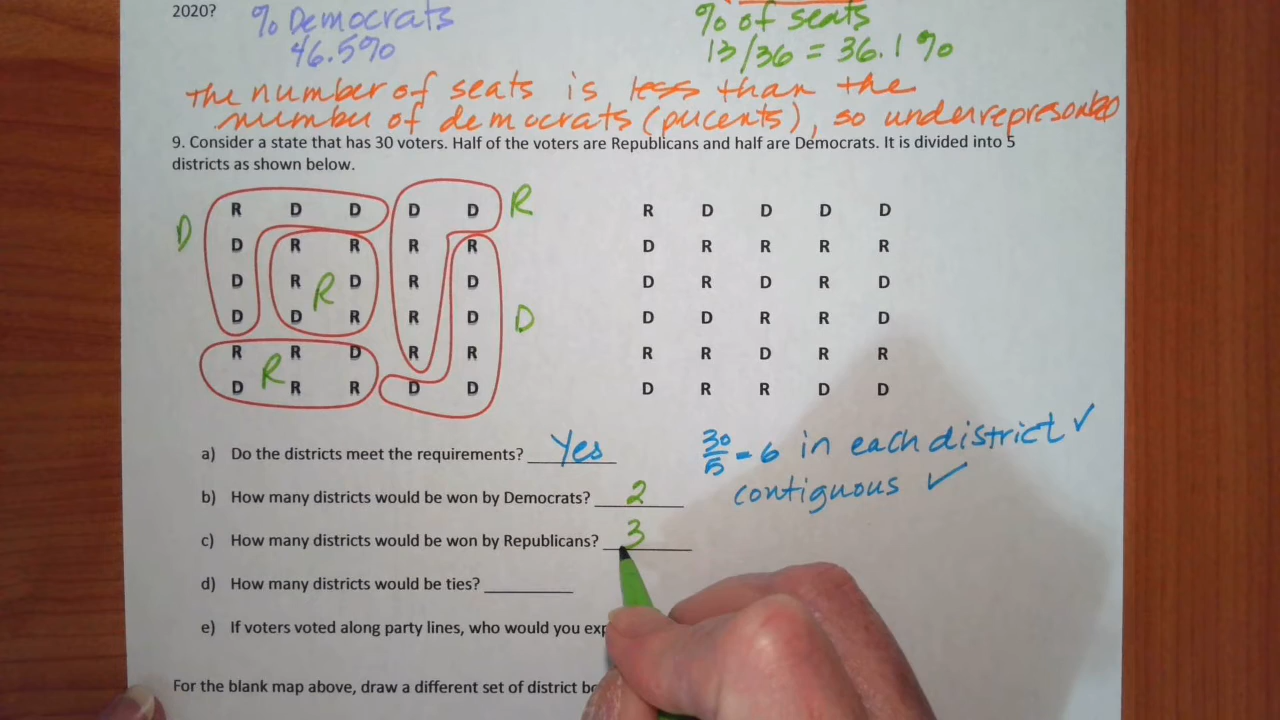 2020?
% Democrats
46.5%
% of seats
13/36 = 36.1%
the number of seats is less than the
number of democrats (pucents), so underrepresented
9. Consider a state that has 30 voters. Half of the voters are Republicans and half are Democrats. It is divided into 5
districts as shown below.
D R D D D D R
D R R R R
D R D R D
R
D D R R D
D
R R D R R
R
D R R D D
R D D D D
D R R R R
D R D R D
D D R R D
R R D R R
D R R D D
a) Do the districts meet the requirements? Yes
30/5 = 6 in each district ✓
contiguous ✓
b) How many districts would be won by Democrats? 2
c) How many districts would be won by Republicans? 3
d) How many districts would be ties?
e) If voters voted along party lines, who would you
For the blank map above, draw a different set of district